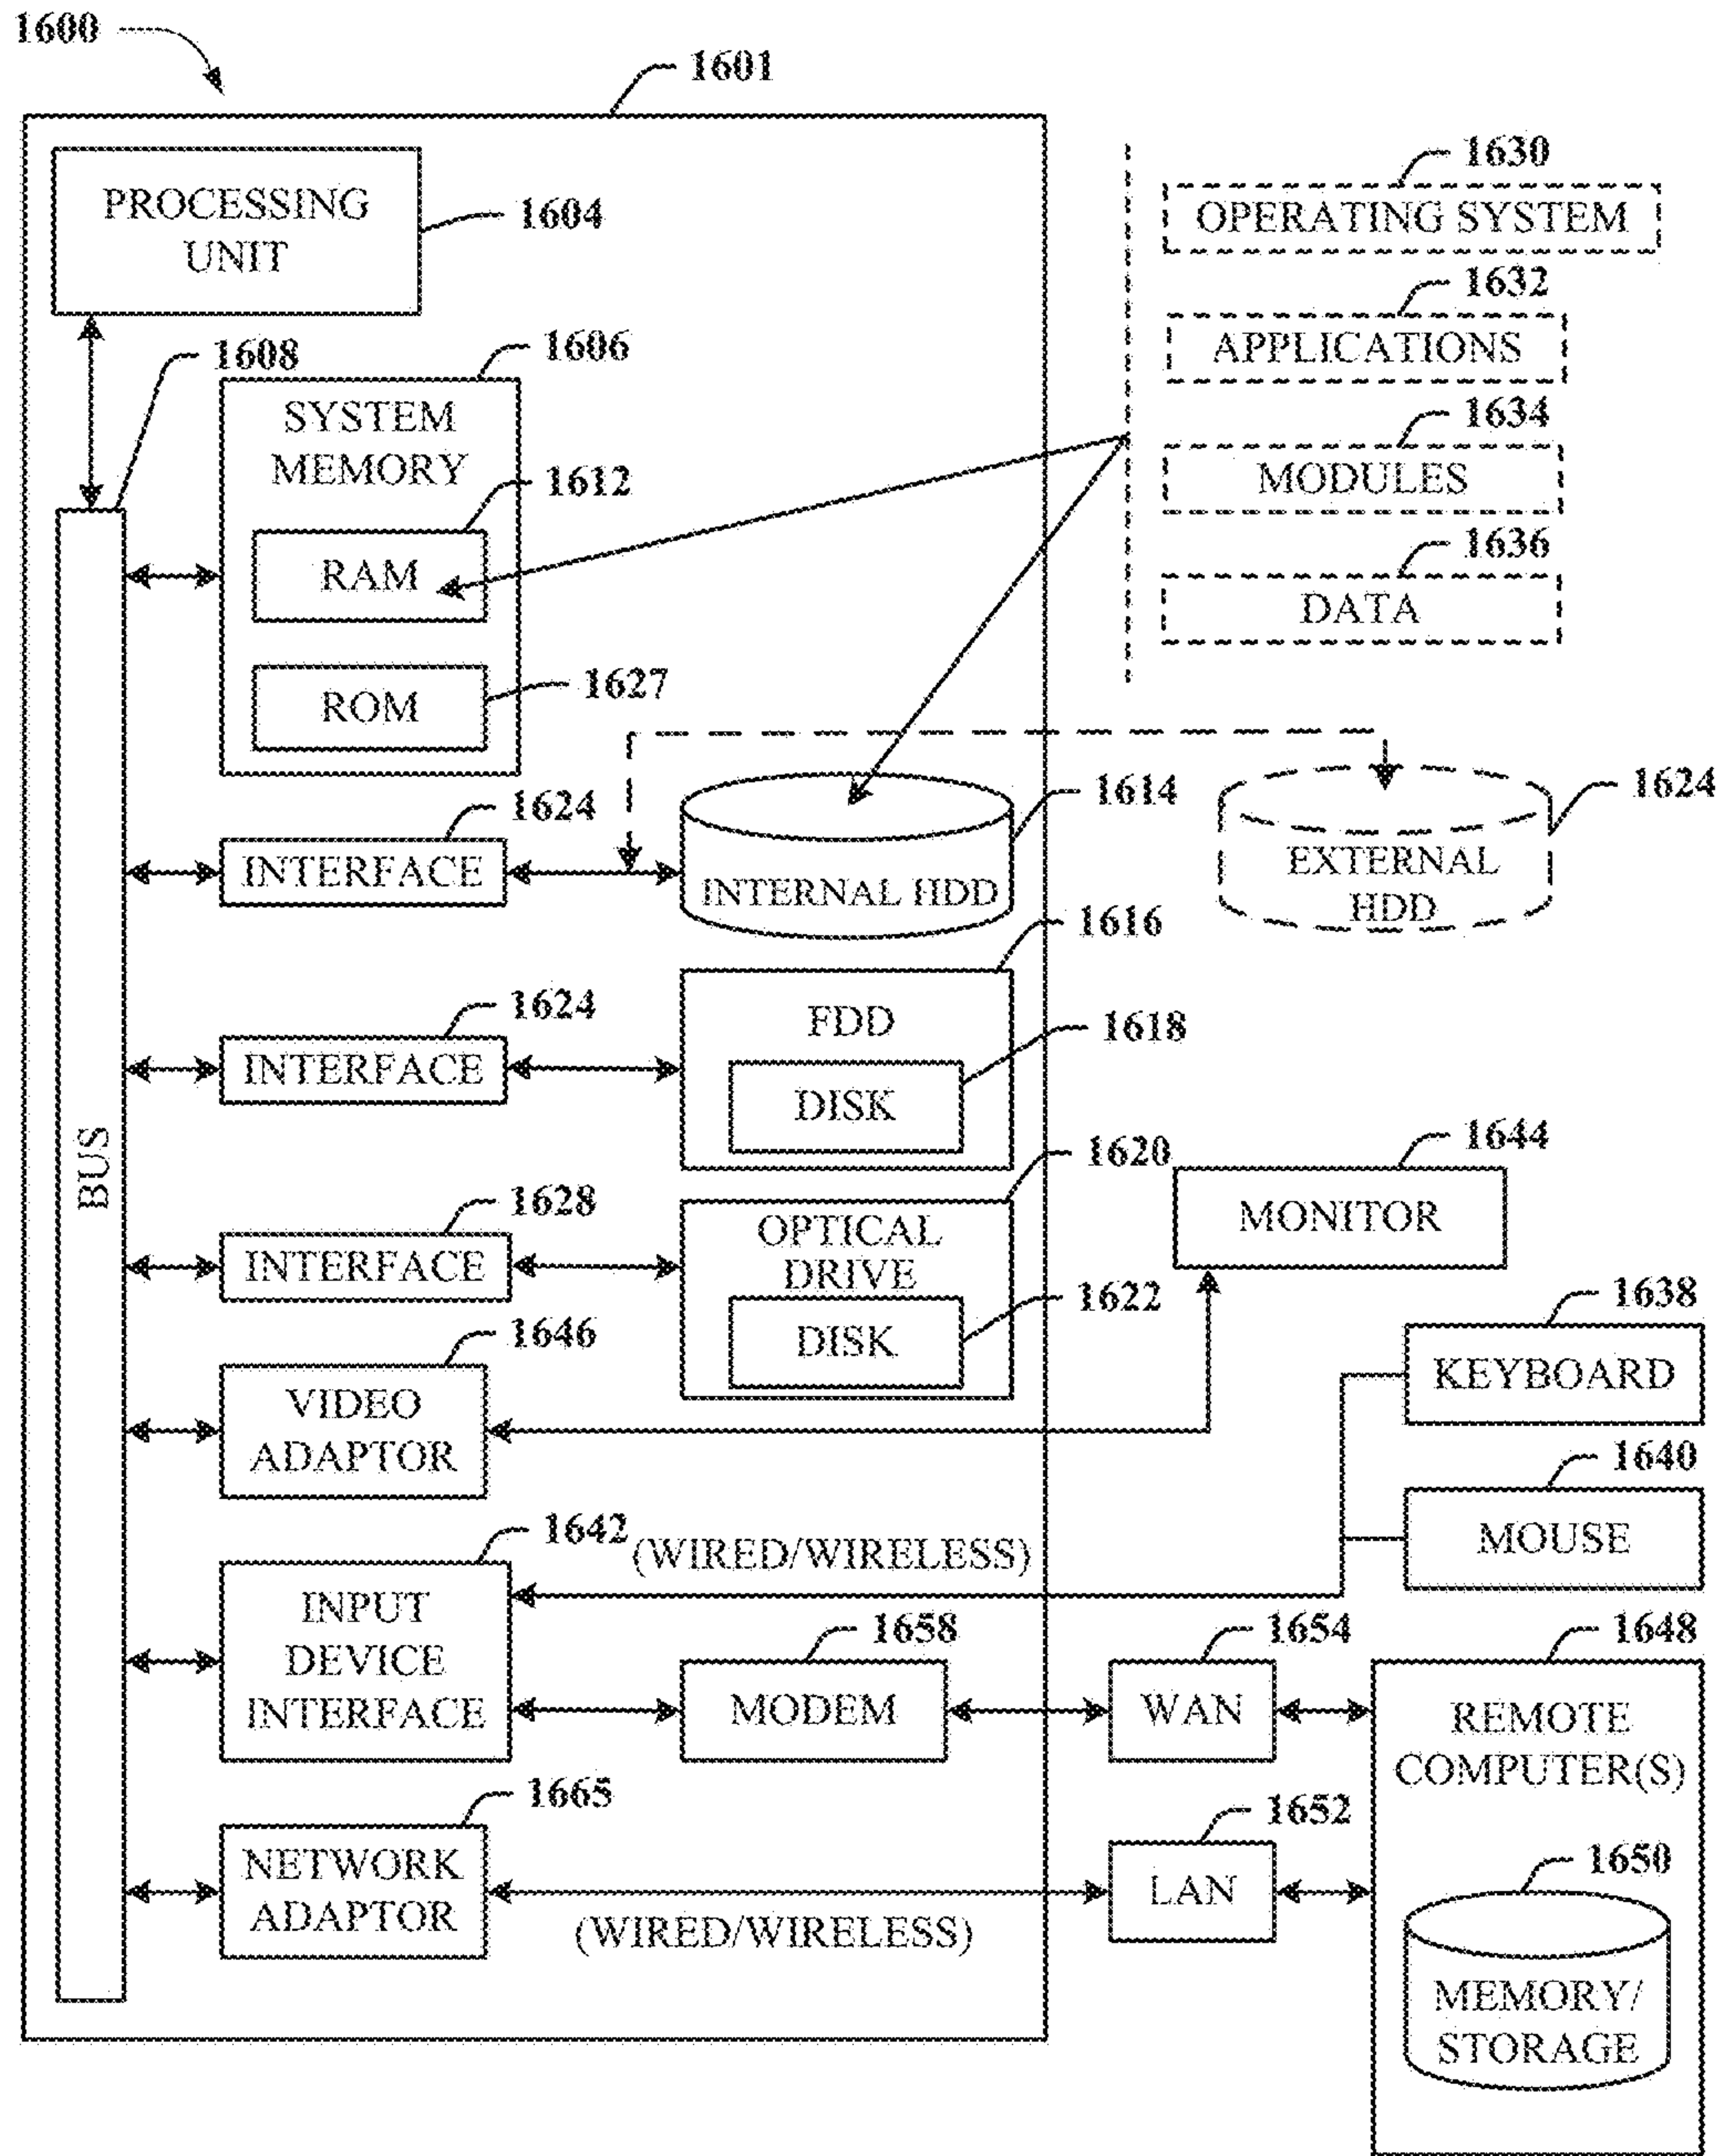 1600
1601
PROCESSING
UNIT
1604
1630
OPERATING SYSTEM
1632
APPLICATIONS
1634
MODULES
1636
DATA
1608
1606
SYSTEM
MEMORY
1612
RAM
1627
ROM
1624
INTERFACE
1614
INTERNAL HDD
1624
EXTERNAL
HDD
1616
FDD
1624
INTERFACE
1618
DISK
BUS
1620
OPTICAL
DRIVE
1628
INTERFACE
1622
DISK
1644
MONITOR
1638
KEYBOARD
1646
VIDEO
ADAPTOR
1640
MOUSE
1642
(WIRED/WIRELESS)
INPUT
DEVICE
INTERFACE
1658
MODEM
1654
WAN
1648
REMOTE
COMPUTER(S)
1665
NETWORK
ADAPTOR
(WIRED/WIRELESS)
1652
LAN
1650
MEMORY/
STORAGE